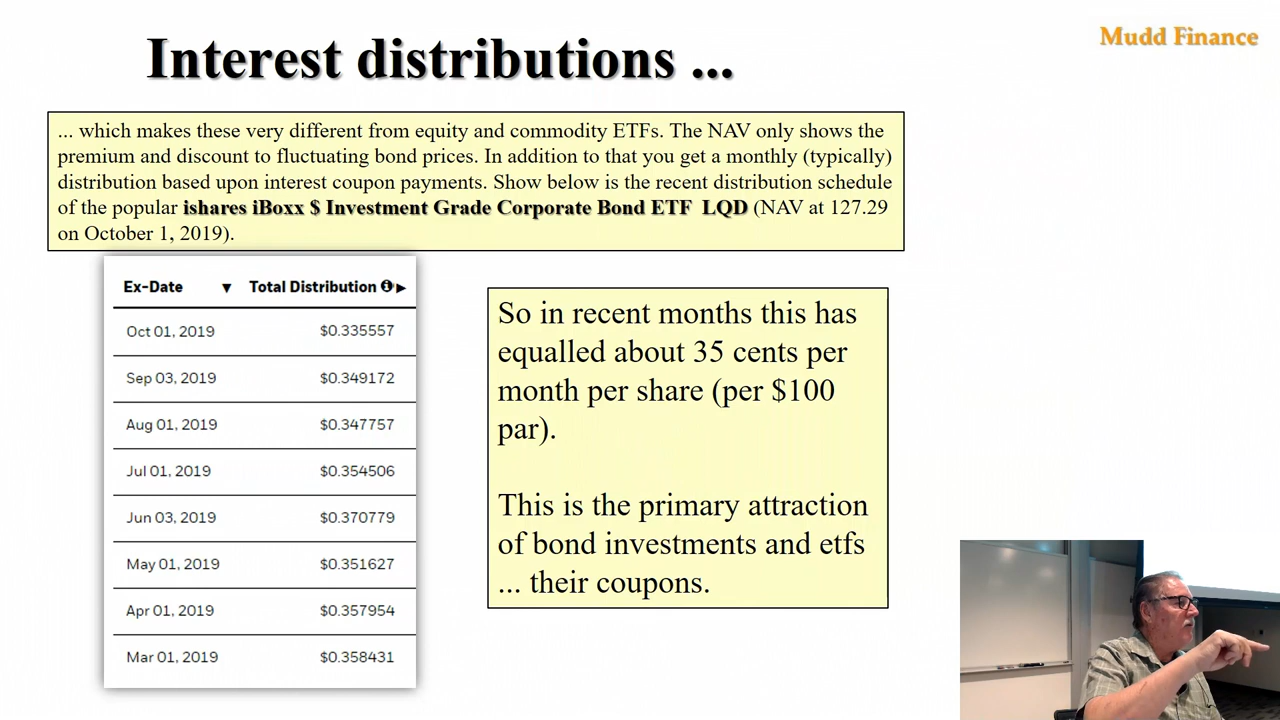 Interest distributions ...
Mudd Finance
... which makes these very different from equity and commodity ETFs. The NAV only shows the
premium and discount to fluctuating bond prices. In addition to that you get a monthly (typically)
distribution based upon interest coupon payments. Show below is the recent distribution schedule
of the popular ishares iBoxx $ Investment Grade Corporate Bond ETF LQD (NAV at 127.29
on October 1, 2019).
Ex-Date ▼ Total Distribution ▶
Oct 01, 2019 $0.335557
Sep 03, 2019 $0.349172
Aug 01, 2019 $0.347757
Jul 01, 2019 $0.354506
Jun 03, 2019 $0.370779
May 01, 2019 $0.351627
Apr 01, 2019 $0.357954
Mar 01, 2019 $0.358431
So in recent months this has
equalled about 35 cents per
month per share (per $100
par).
This is the primary attraction
of bond investments and etfs
... their coupons.